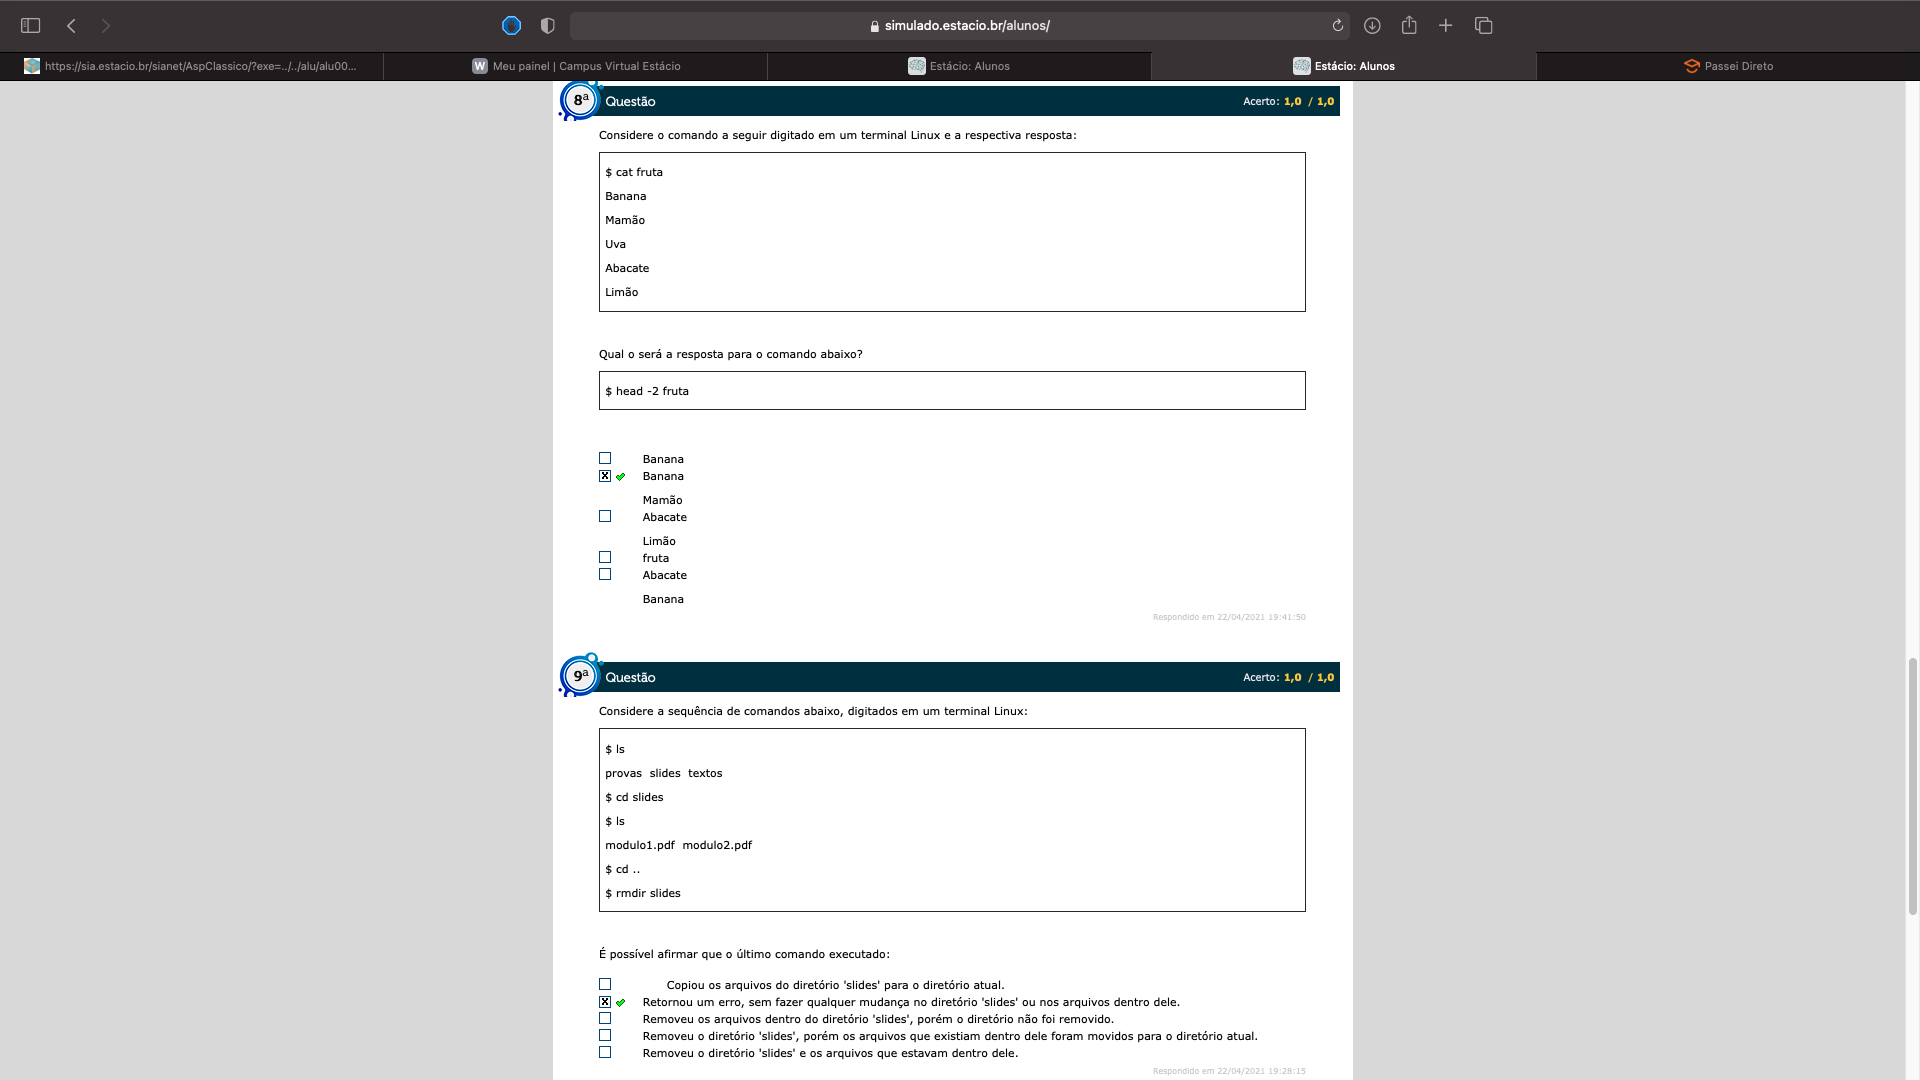 simulado.estacio.br/alunos/
https://sia.estacio.br/sianet/AspClassico/?exe=../../alu/alu00...
W Meu painel | Campus Virtual Estácio
Estácio: Alunos
Estácio: Alunos
Passei Direto
8ª Questão
Acerto: 1,0 / 1,0
Considere o comando a seguir digitado em um terminal Linux e a respectiva resposta:
$ cat fruta
Banana
Mamão
Uva
Abacate
Limão
Qual o será a resposta para o comando abaixo?
$ head -2 fruta
Banana
X Banana
Mamão
Abacate
Limão
fruta
Abacate
Banana
Respondido em 22/04/2021 19:41:50
9ª Questão
Acerto: 1,0 / 1,0
Considere a sequência de comandos abaixo, digitados em um terminal Linux:
$ ls
provas slides textos
$ cd slides
$ ls
modulo1.pdf modulo2.pdf
$ cd ..
$ rmdir slides
É possível afirmar que o último comando executado:
Copiou os arquivos do diretório 'slides' para o diretório atual.
X Retornou um erro, sem fazer qualquer mudança no diretório 'slides' ou nos arquivos dentro dele.
Removeu os arquivos dentro do diretório 'slides', porém o diretório não foi removido.
Removeu o diretório 'slides', porém os arquivos que existiam dentro dele foram movidos para o diretório atual.
Removeu o diretório 'slides' e os arquivos que estavam dentro dele.
Respondido em 22/04/2021 19:28:15